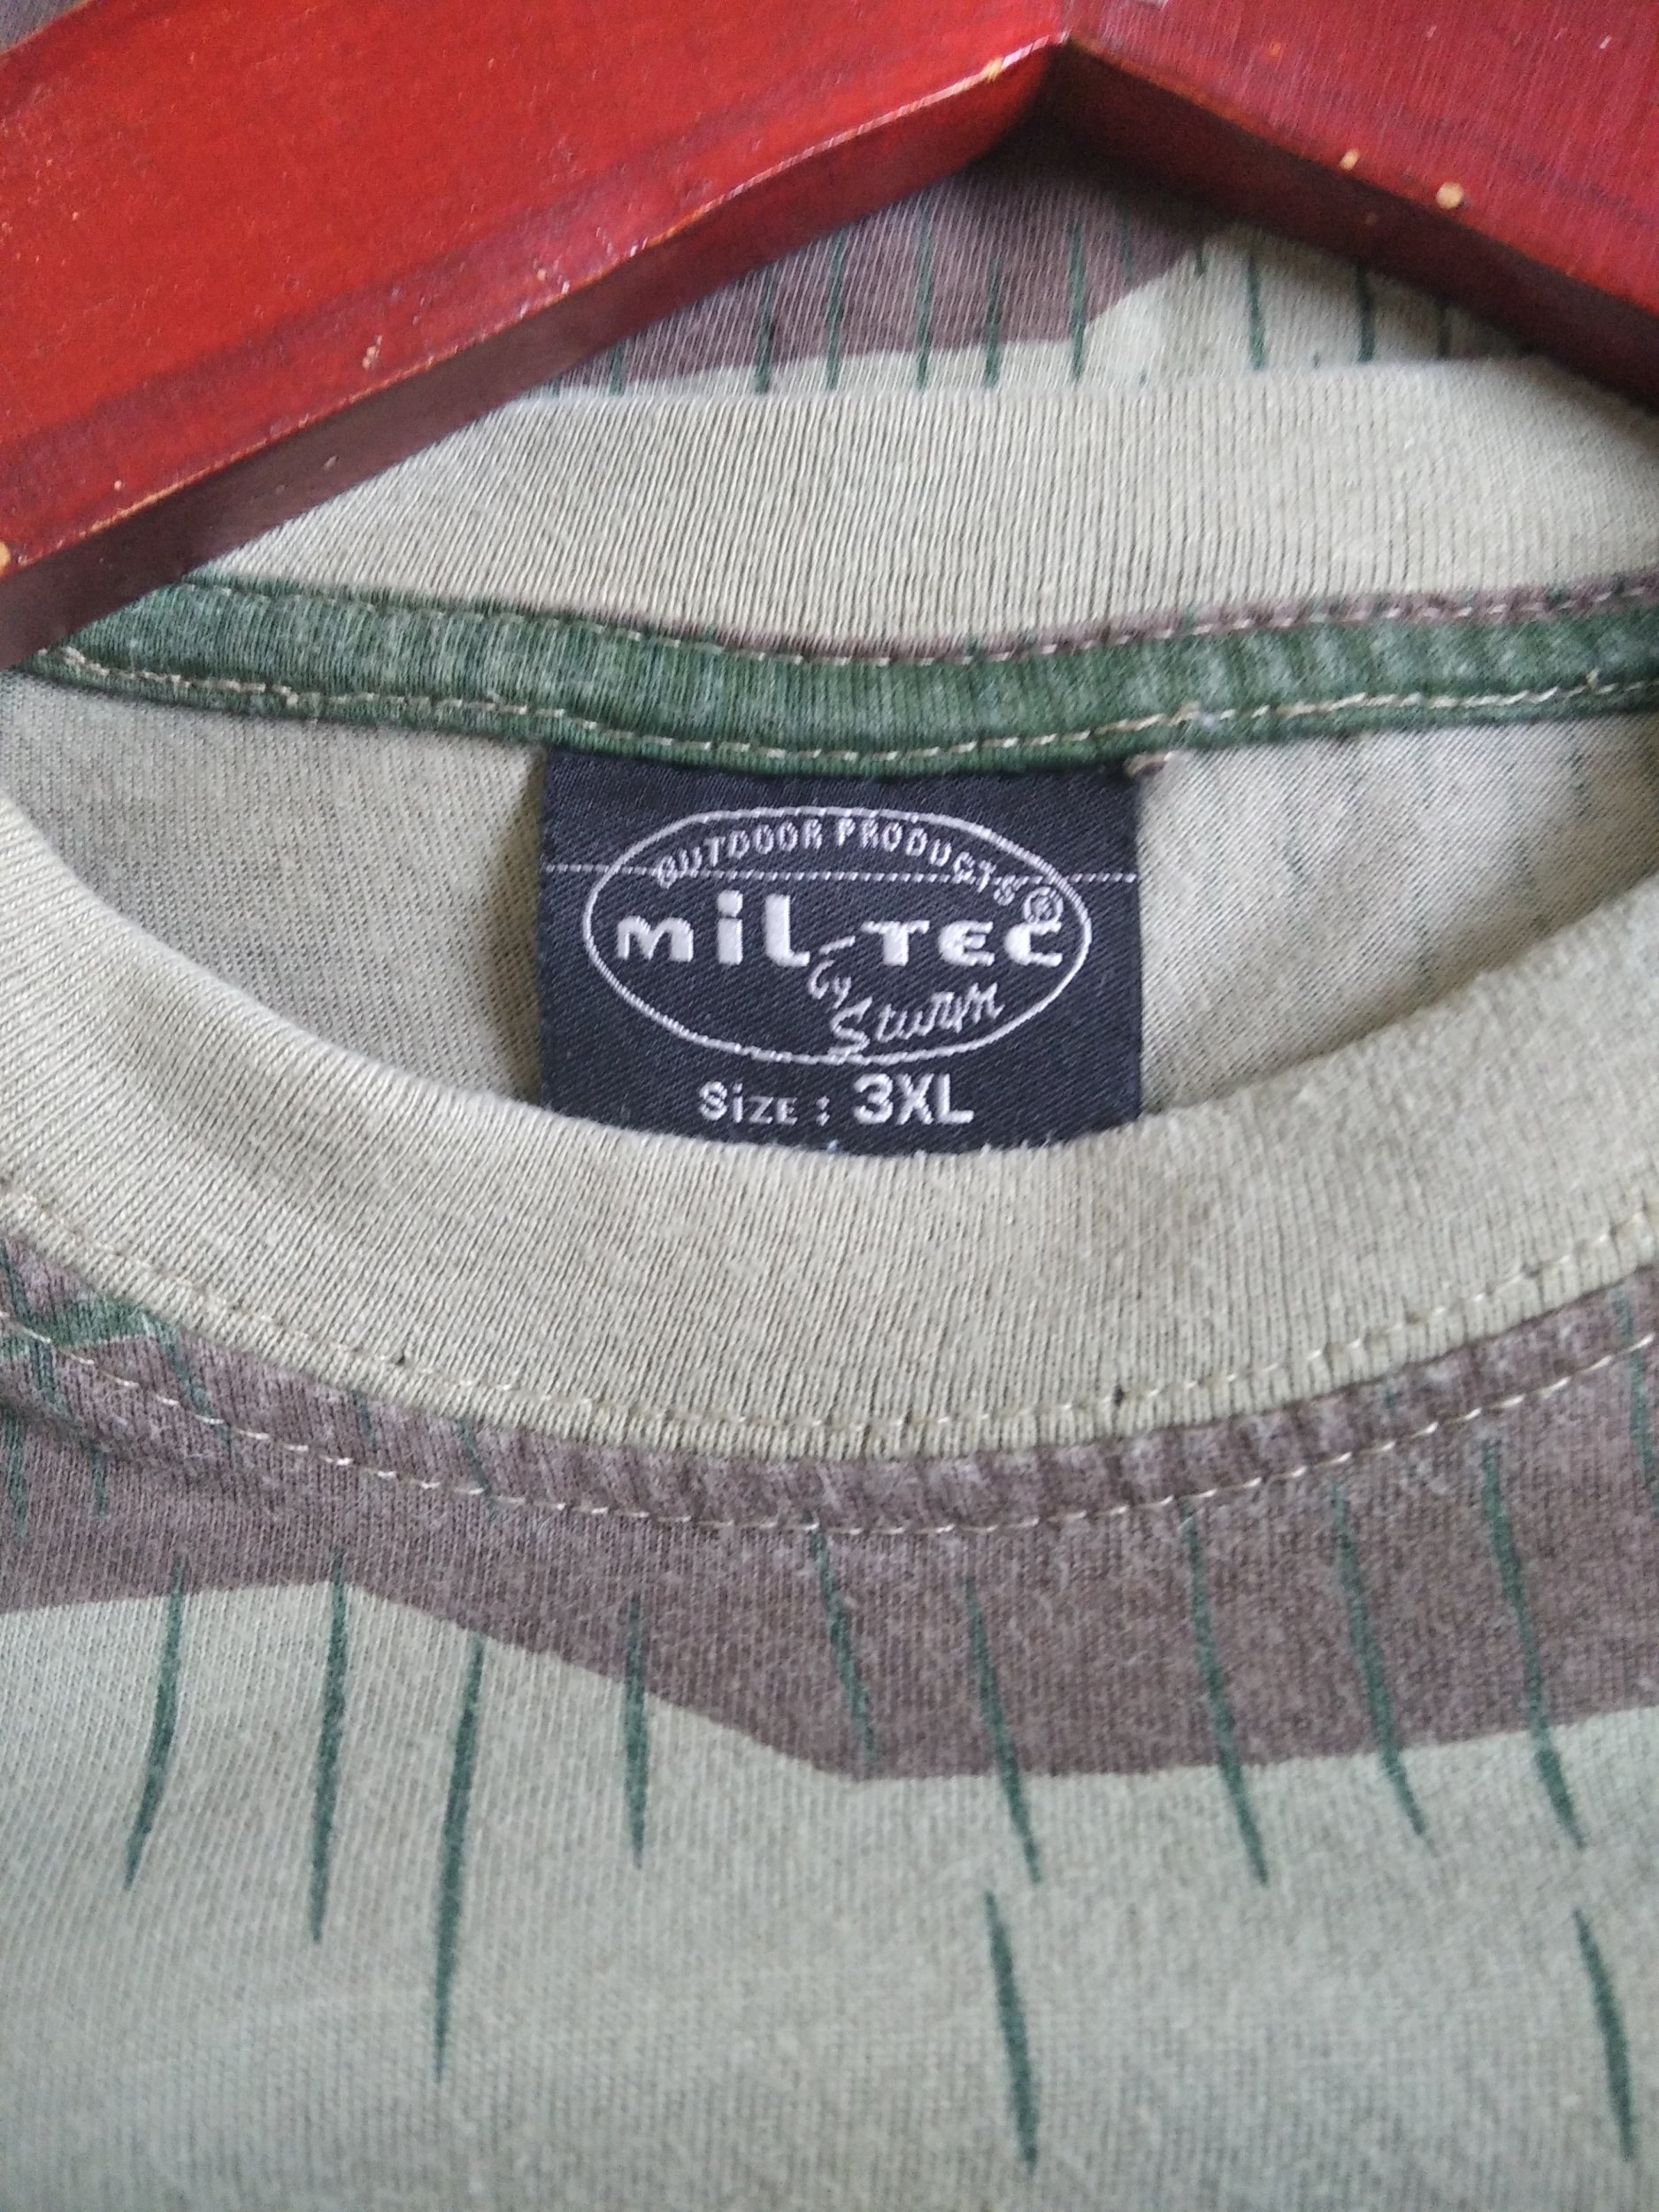 OUTDOOR PRODUCTS®
miL-TEC
by Sturm
SiZE : 3XL